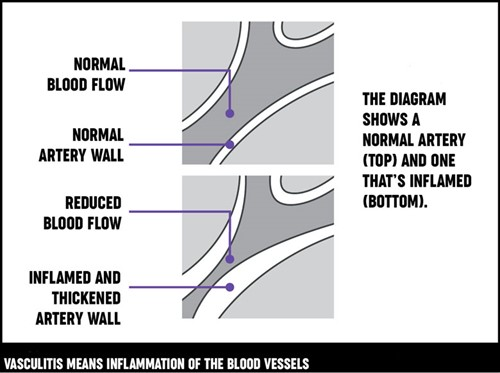 NORMAL
BLOOD FLOW
NORMAL
ARTERY WALL
REDUCED
BLOOD FLOW
INFLAMED AND
THICKENED
ARTERY WALL
THE DIAGRAM
SHOWS A
NORMAL ARTERY
(TOP) AND ONE
THAT'S INFLAMED
(BOTTOM).
VASCULITIS MEANS INFLAMMATION OF THE BLOOD VESSELS